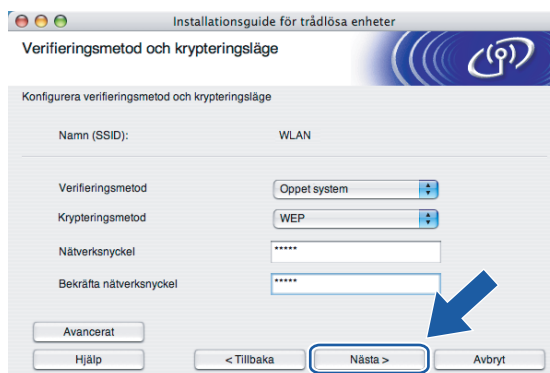 Installationsguide för trådlösa enheter
Verifieringsmetod och krypteringsläge
Konfigurera verifieringsmetod och krypteringsläge
Namn (SSID): WLAN
Verifieringsmetod Oppet system
Krypteringsmetod WEP
Nätverksnyckel *****
Bekräfta nätverksnyckel *****
Avancerat
Hjälp < Tillbaka Nästa > Avbryt